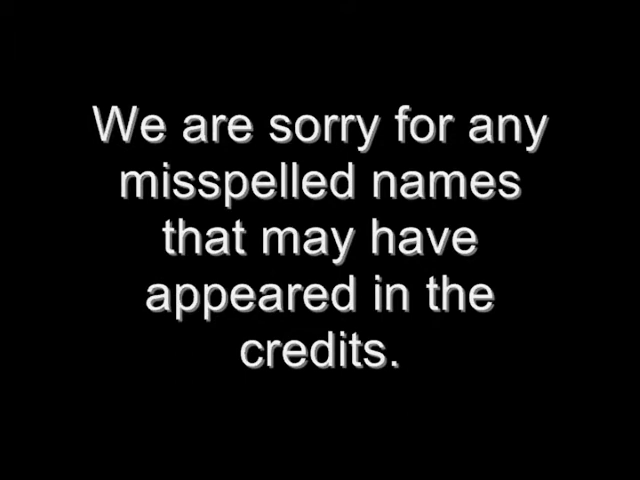 We are sorry for any
misspelled names
that may have
appeared in the
credits.